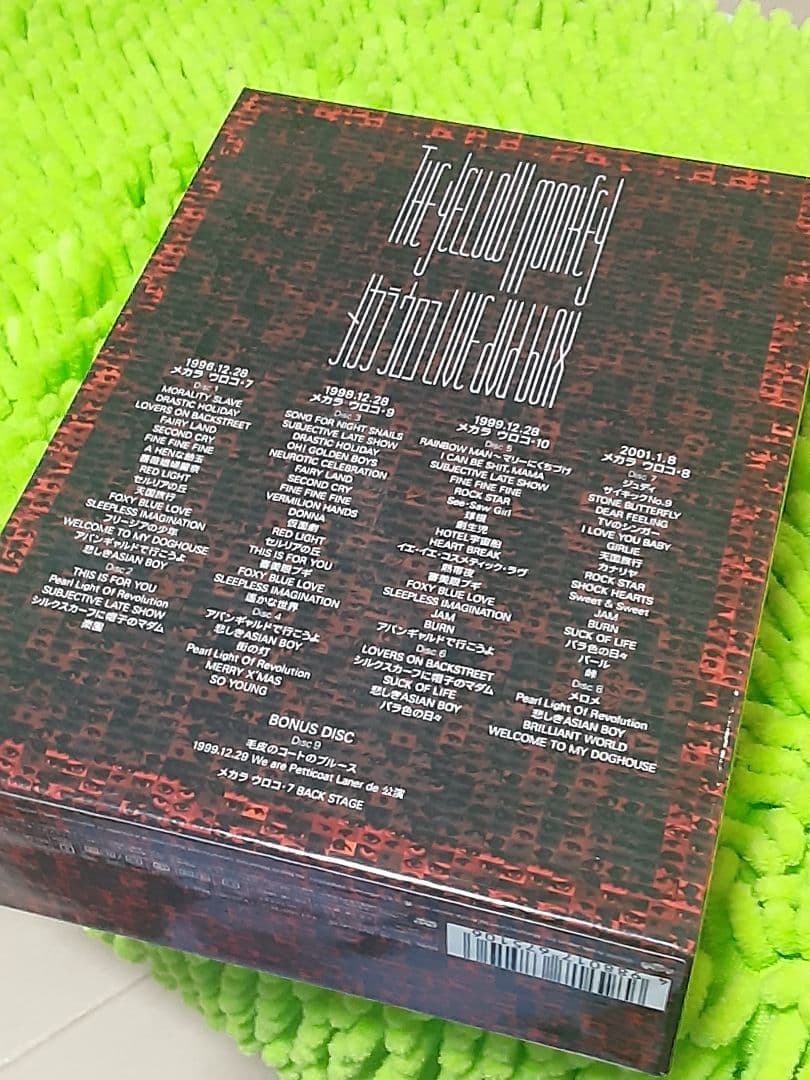 THE YELLOW MONKEY
メカラ ウロコ LIVE dvd bOX
1996.12.28
メカラ ウロコ・7
Disc 1
MORALITY SLAVE
DRASTIC HOLIDAY
LOVERS ON BACKSTREET
FAIRY LAND
SECOND CRY
FINE FINE FINE
A HENな飴玉
薔薇娼婦麗奈
RED LIGHT
セルリアの丘
天国旅行
FOXY BLUE LOVE
SLEEPLESS IMAGINATION
フリージアの少年
WELCOME TO MY DOGHOUSE
アバンギャルドで行こうよ
悲しきASIAN BOY
Disc 2
THIS IS FOR YOU
Pearl Light Of Revolution
SUBJECTIVE LATE SHOW
シルクスカーフに帽子のマダム
楽園
1998.12.28
メカラ ウロコ・9
Disc 3
SONG FOR NIGHT SNAILS
SUBJECTIVE LATE SHOW
DRASTIC HOLIDAY
OH! GOLDEN BOYS
NEUROTIC CELEBRATION
FAIRY LAND
SECOND CRY
FINE FINE FINE
VERMILION HANDS
DONNA
仮面劇
RED LIGHT
セルリアの丘
THIS IS FOR YOU
審美眼ブギ
FOXY BLUE LOVE
SLEEPLESS IMAGINATION
遥かな世界
Disc 4
アバンギャルドで行こうよ
悲しきASIAN BOY
街の灯
Pearl Light Of Revolution
MERRY X'MAS
SO YOUNG
1999.12.28
メカラ ウロコ・10
Disc 5
RAINBOW MAN～マリーにくちづけ
I CAN BE SHIT, MAMA
SUBJECTIVE LATE SHOW
FINE FINE FINE
ROCK STAR
See-Saw Girl
球根
創生児
HOTEL宇宙船
HEART BREAK
イエ・イエ・コスメティック・ラヴ
熱帯夜
審美眼ブギ
FOXY BLUE LOVE
SLEEPLESS IMAGINATION
JAM
BURN
アバンギャルドで行こうよ
Disc 6
LOVERS ON BACKSTREET
シルクスカーフに帽子のマダム
SUCK OF LIFE
悲しきASIAN BOY
バラ色の日々
2001.1.8
メカラ ウロコ・8
Disc 7
ジュディ
サイキックNo.9
STONE BUTTERFLY
DEAR FEELING
TVのシンガー
I LOVE YOU BABY
GIRLIE
天国旅行
カナリヤ
ROCK STAR
SHOCK HEARTS
Sweet & Sweet
JAM
BURN
SUCK OF LIFE
バラ色の日々
パール
峠
Disc 8
メロメ
Pearl Light Of Revolution
悲しきASIAN BOY
BRILLIANT WORLD
WELCOME TO MY DOGHOUSE
BONUS DISC
Disc 9
毛皮のコートのブルース
1999.12.29 We are Petticoat Laner de 公演
メカラ ウロコ・7 BACK STAGE